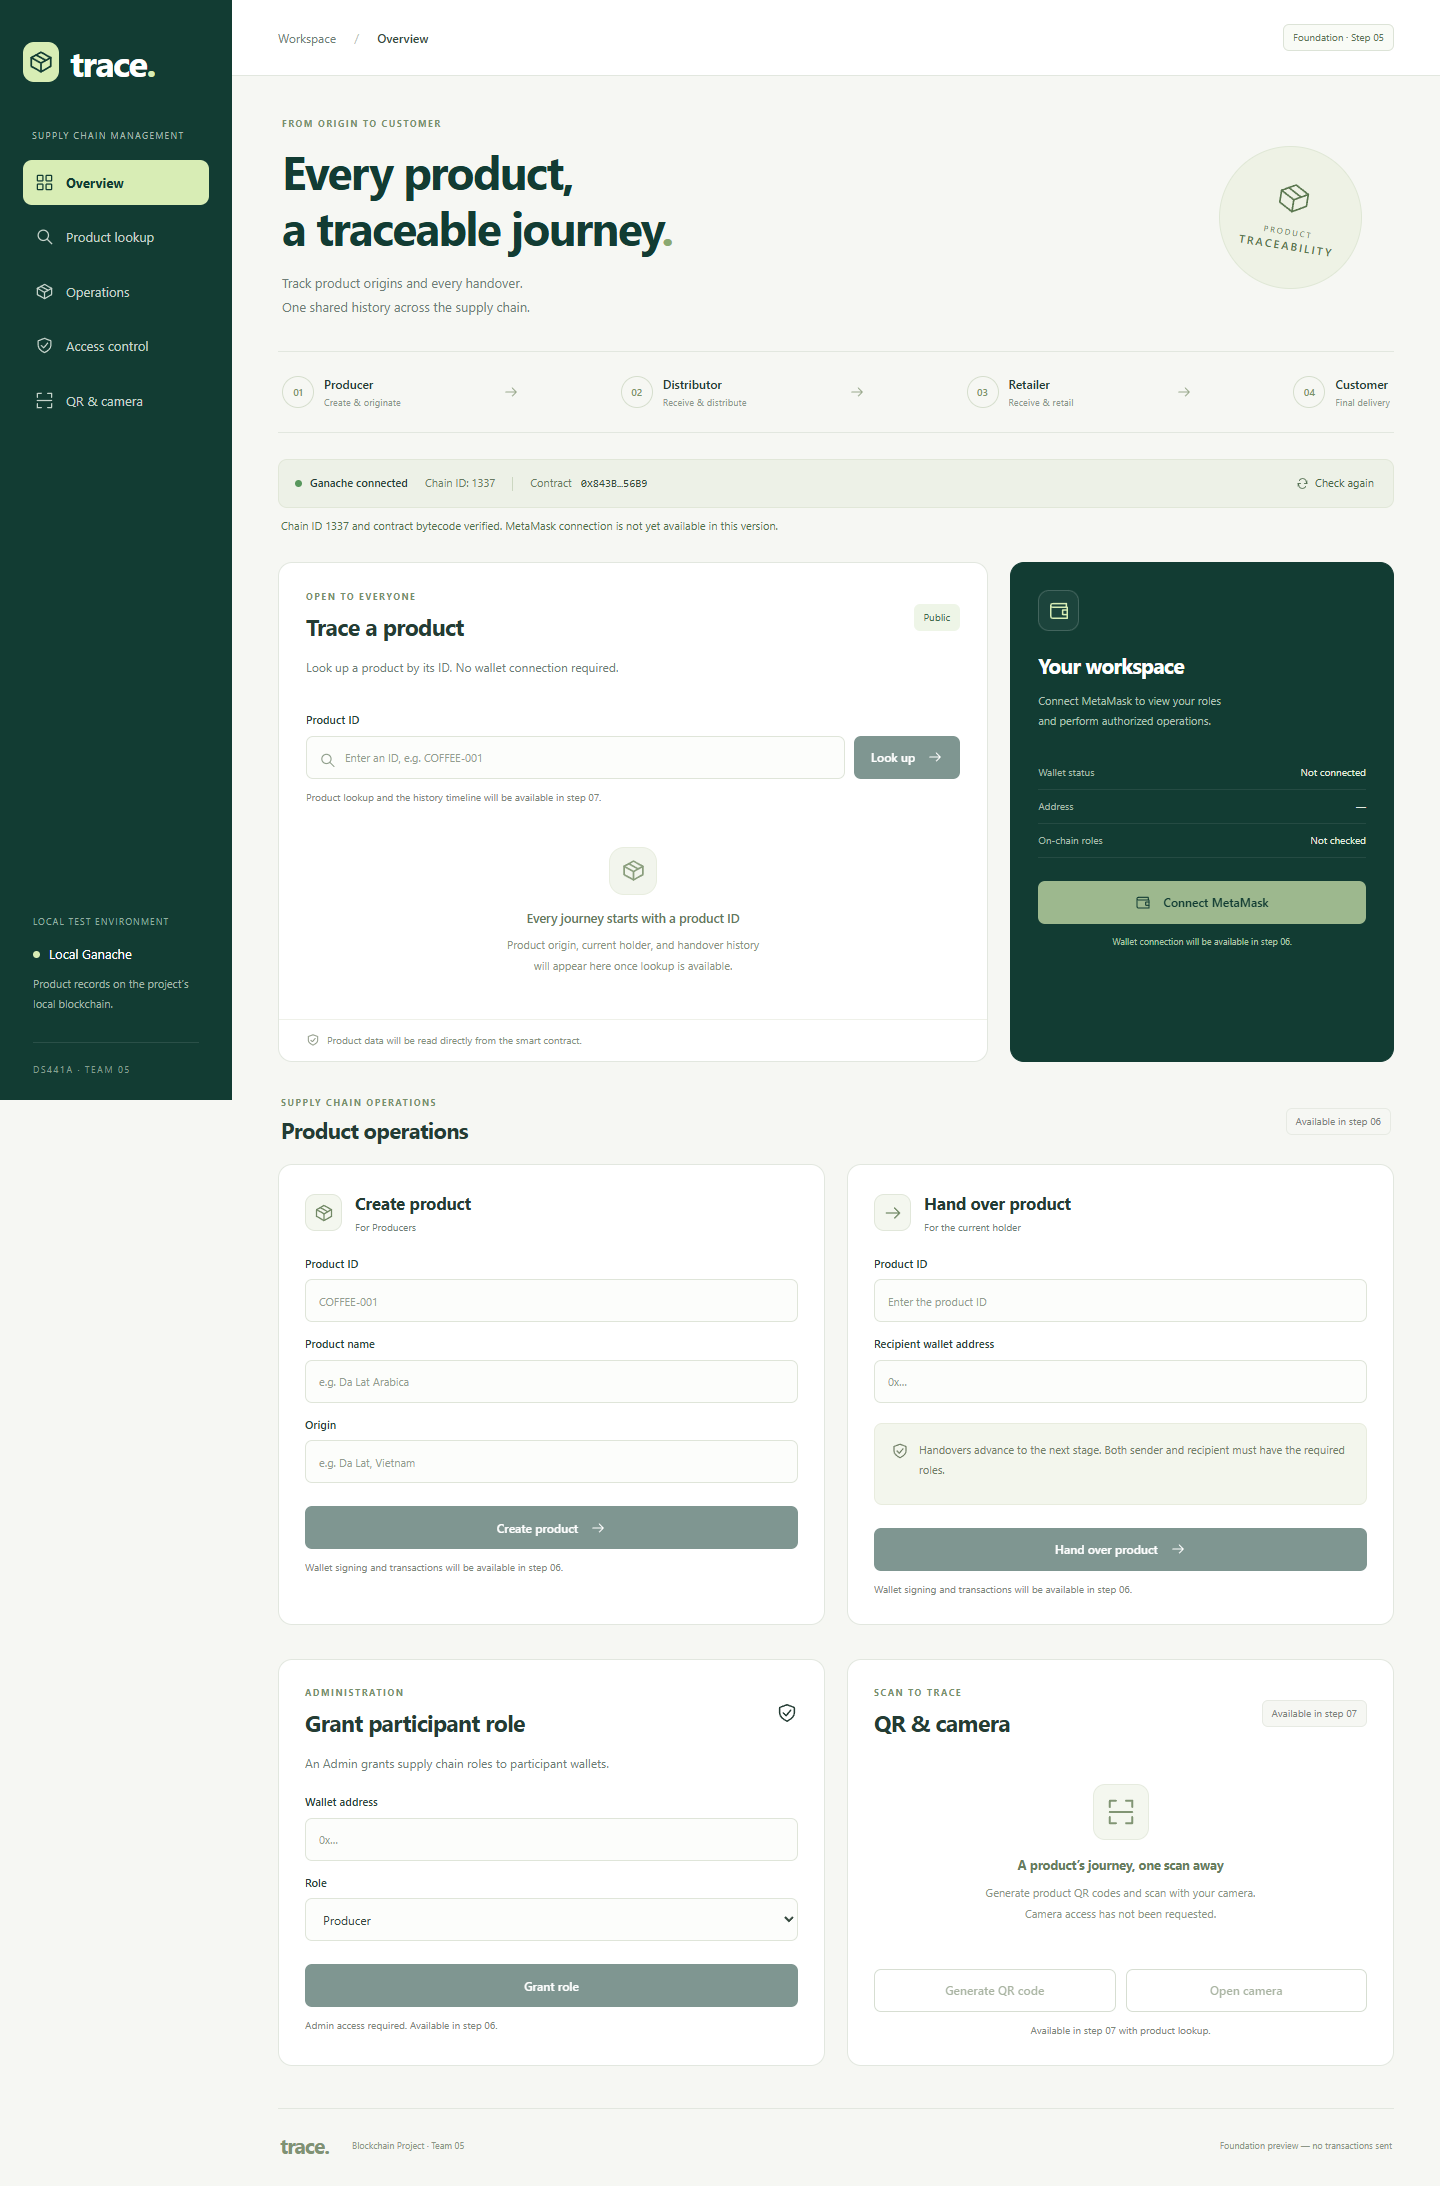 trace.
SUPPLY CHAIN MANAGEMENT
Overview
Product lookup
Operations
Access control
QR & camera
LOCAL TEST ENVIRONMENT
Local Ganache
Product records on the project's
local blockchain.
DS441A · TEAM 05
Workspace / Overview
Foundation · Step 05
FROM ORIGIN TO CUSTOMER
Every product,
a traceable journey.
Track product origins and every handover.
One shared history across the supply chain.
PRODUCT
TRACEABILITY
01 Producer
Create & originate
02 Distributor
Receive & distribute
03 Retailer
Receive & retail
04 Customer
Final delivery
Ganache connected Chain ID: 1337 Contract 0x843B…56B9 Check again
Chain ID 1337 and contract bytecode verified. MetaMask connection is not yet available in this version.
OPEN TO EVERYONE
Trace a product
Public
Look up a product by its ID. No wallet connection required.
Product ID
Enter an ID, e.g. COFFEE-001
Look up
Product lookup and the history timeline will be available in step 07.
Every journey starts with a product ID
Product origin, current holder, and handover history
will appear here once lookup is available.
Product data will be read directly from the smart contract.
Your workspace
Connect MetaMask to view your roles
and perform authorized operations.
Wallet status Not connected
Address —
On-chain roles Not checked
Connect MetaMask
Wallet connection will be available in step 06.
SUPPLY CHAIN OPERATIONS
Product operations
Available in step 06
Create product
For Producers
Product ID
COFFEE-001
Product name
e.g. Da Lat Arabica
Origin
e.g. Da Lat, Vietnam
Create product
Wallet signing and transactions will be available in step 06.
Hand over product
For the current holder
Product ID
Enter the product ID
Recipient wallet address
0x...
Handovers advance to the next stage. Both sender and recipient must have the required
roles.
Hand over product
Wallet signing and transactions will be available in step 06.
ADMINISTRATION
Grant participant role
An Admin grants supply chain roles to participant wallets.
Wallet address
0x...
Role
Producer
Grant role
Admin access required. Available in step 06.
SCAN TO TRACE
QR & camera
Available in step 07
A product's journey, one scan away
Generate product QR codes and scan with your camera.
Camera access has not been requested.
Generate QR code
Open camera
Available in step 07 with product lookup.
trace.
Blockchain Project · Team 05
Foundation preview — no transactions sent